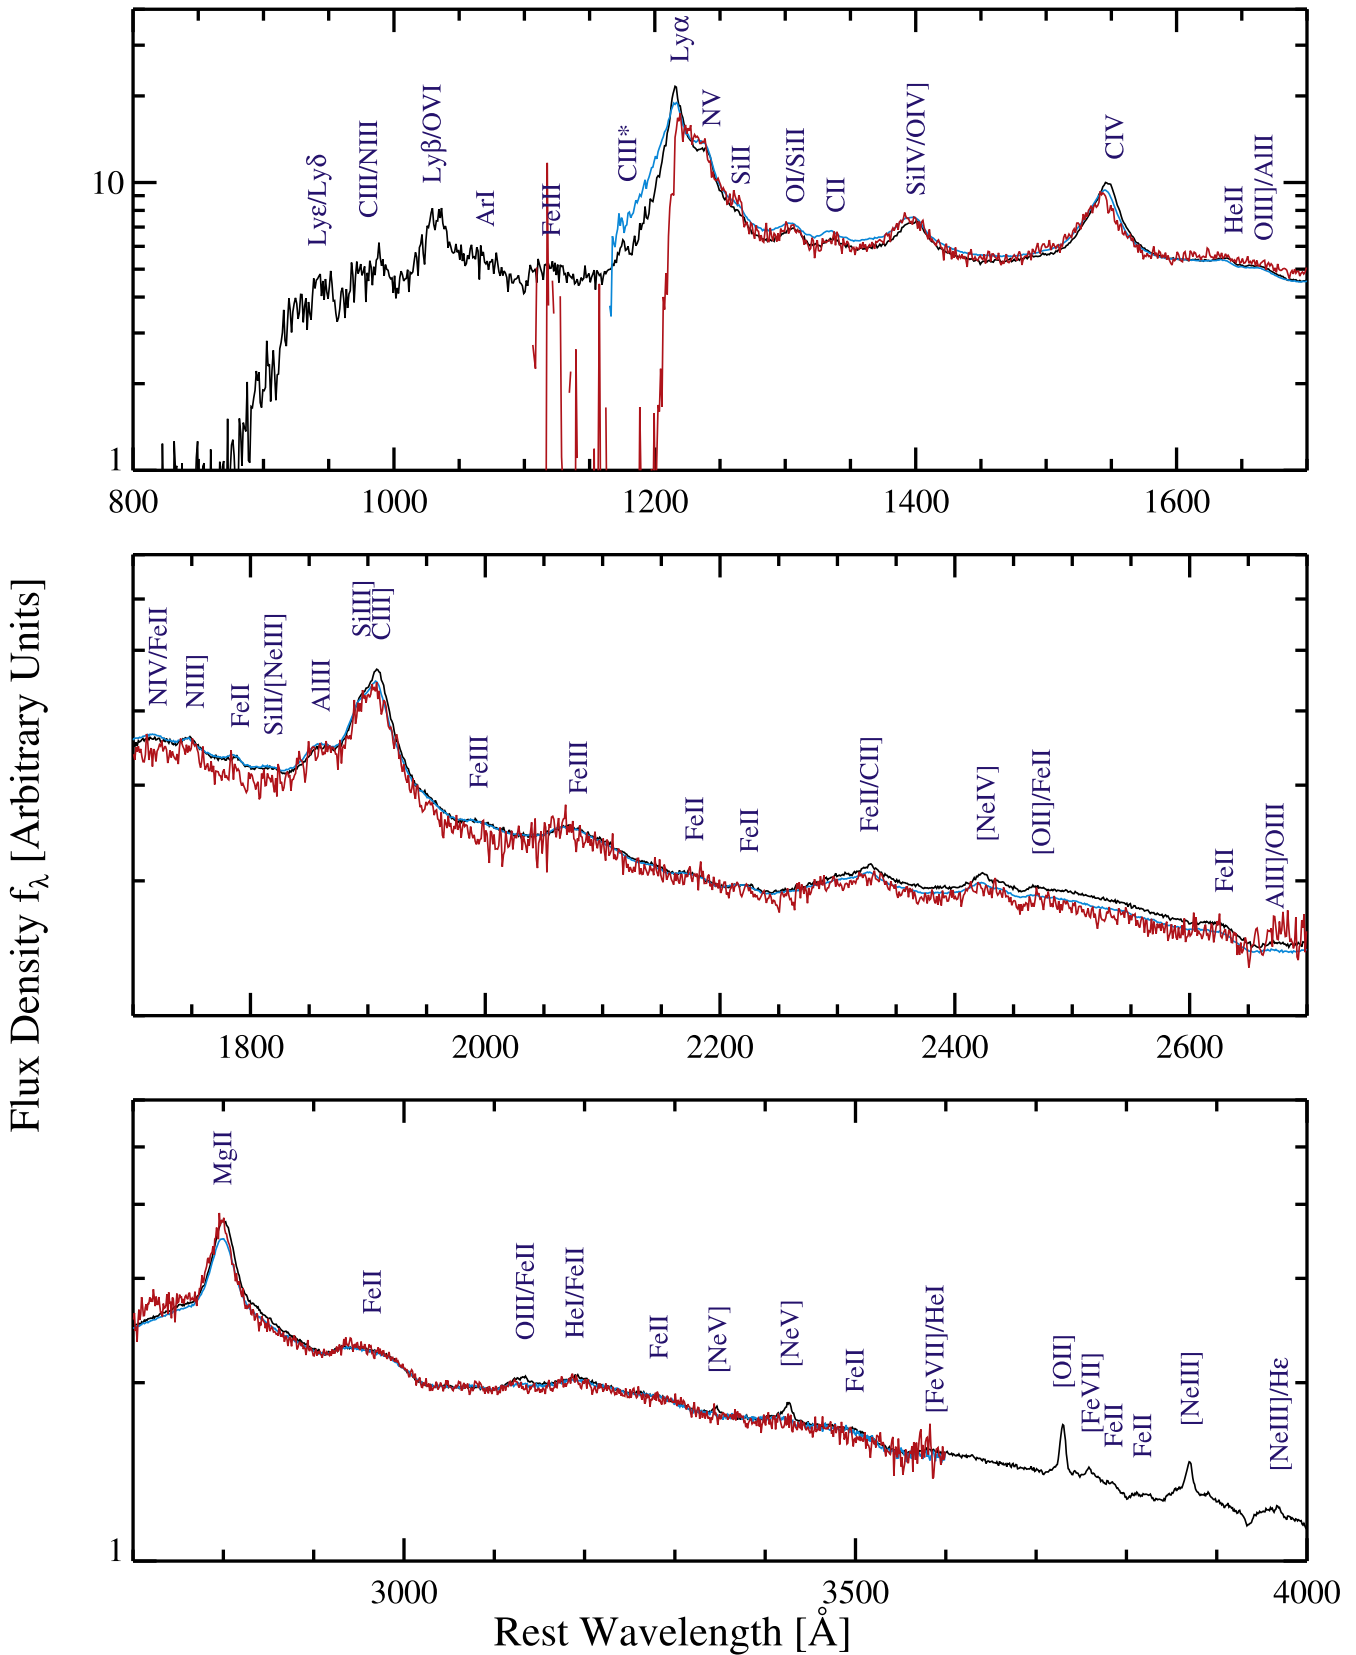 Lyα
NV
CIII*
SiII
OI/SiII
CII
SiIV/OIV]
CIV
HeII
OIII]/AlII
Lyε/Lyδ
CIII/NIII
Lyβ/OVI
ArI
FeIII
10
1
800
1000
1200
1400
1600
NIV/FeII
NIII]
FeII
SiII/[NeIII]
AlIII
SiIII]
CIII]
FeIII
FeIII
FeII
FeII
FeII/CII]
[NeIV]
[OII]/FeII
FeII
AlII]/OIII
1800
2000
2200
2400
2600
Flux Density fλ [Arbitrary Units]
MgII
FeII
OIII/FeII
HeI/FeII
FeII
[NeV]
[NeV]
FeII
[FeVII]/HeI
[OII]
[FeVII]
FeII
FeII
[NeIII]
[NeIII]/Hε
1
3000
3500
4000
Rest Wavelength [Å]